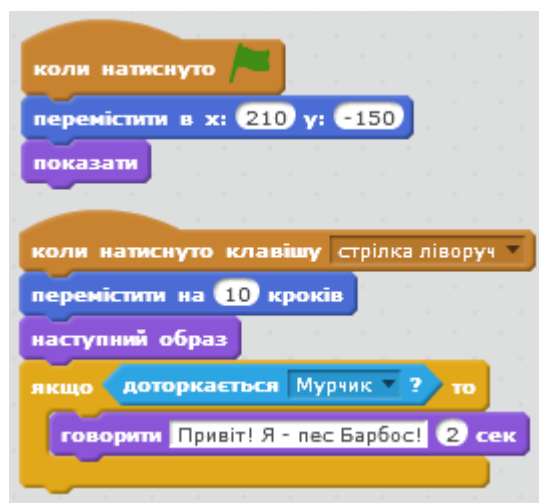 коли натиснуто
перемістити в x: 210 y: -150
показати
коли натиснуто клавішу стрілка ліворуч
перемістити на 10 кроків
наступний образ
якщо доторкається Мурчик ? то
говорити Привіт! Я - пес Барбос! 2 сек